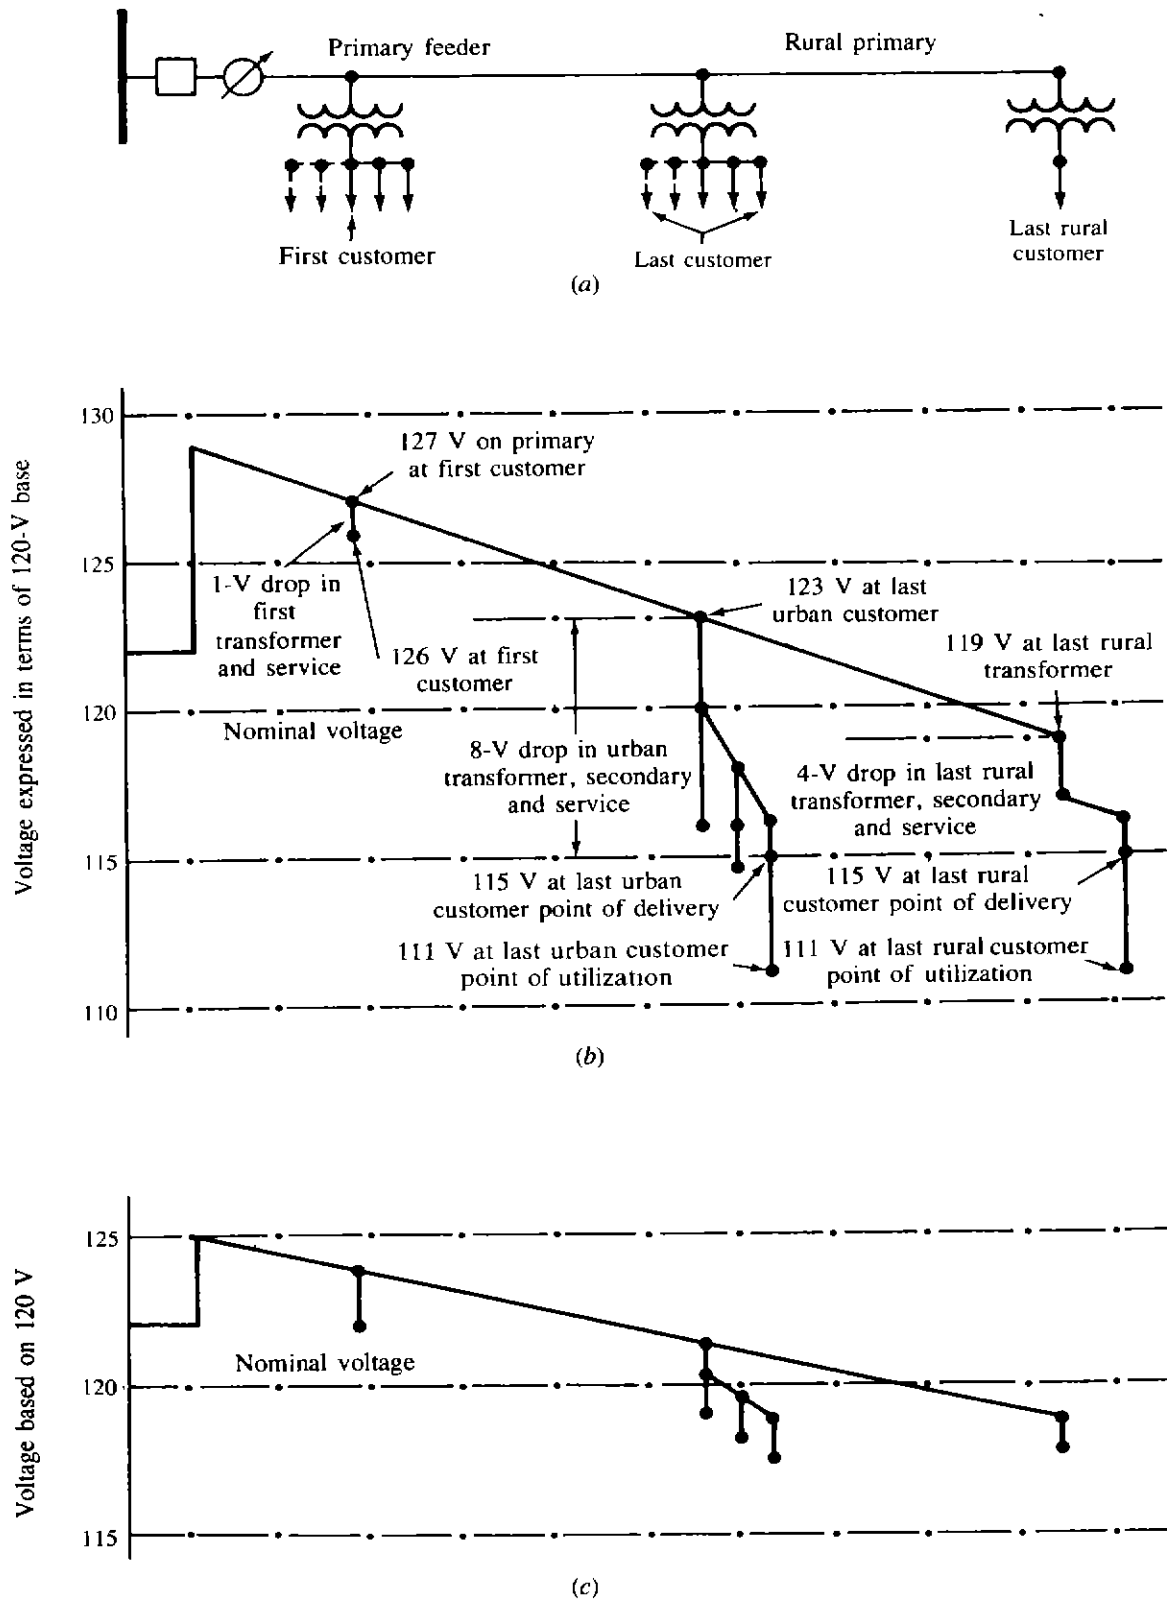 Primary feeder
Rural primary
First customer
Last customer
Last rural
customer
(a)
Voltage expressed in terms of 120-V base
130
125
120
115
110
127 V on primary
at first customer
1-V drop in
first
transformer
and service
126 V at first
customer
123 V at last
urban customer
119 V at last rural
transformer
Nominal voltage
8-V drop in urban
transformer, secondary
and service
4-V drop in last rural
transformer, secondary
and service
115 V at last urban
customer point of delivery
115 V at last rural
customer point of delivery
111 V at last urban customer
point of utilization
111 V at last rural customer
point of utilization
(b)
Voltage based on 120 V
125
120
115
Nominal voltage
(c)